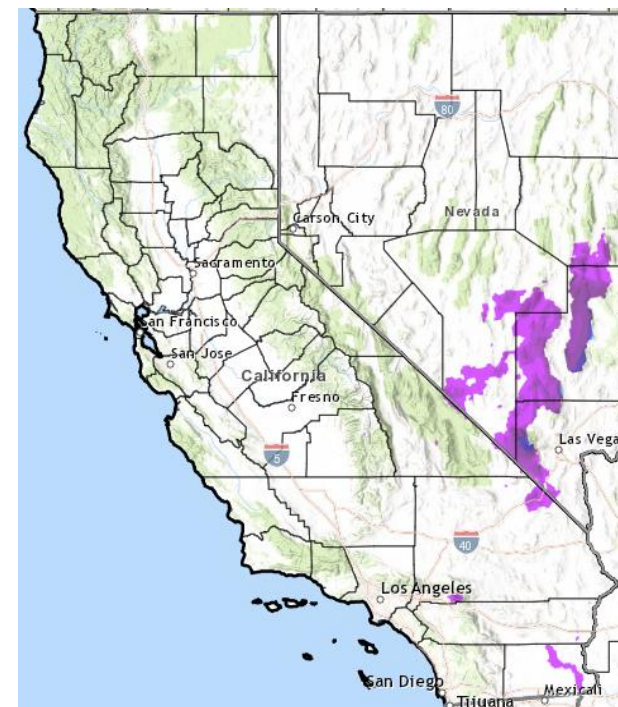 80
Carson City
Nevada
Sacramento
San Francisco
San Jose
California
Fresno
5
Las Vega
40
Los Angeles
San Diego
Mexicali
Tijuana